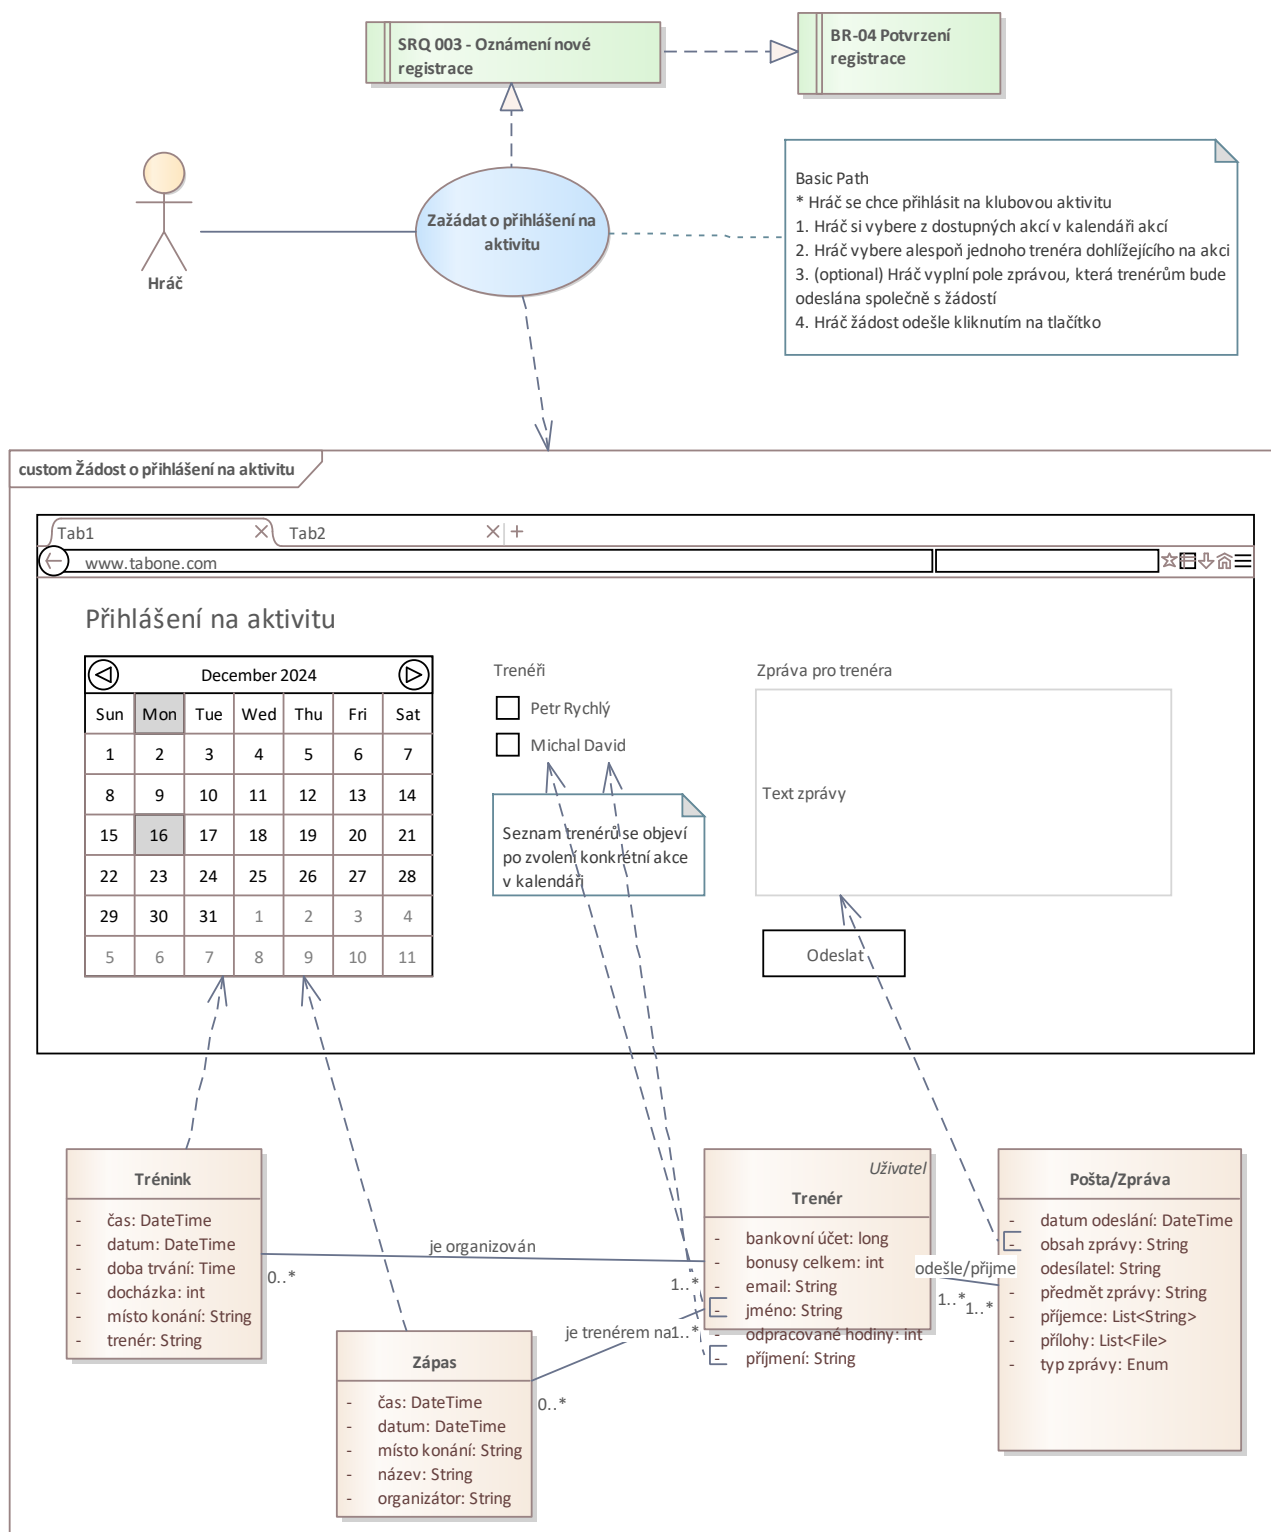 SRQ 003 - Oznámení nové
registrace
BR-04 Potvrzení
registrace
Hráč
Zažádat o přihlášení na
aktivitu
Basic Path
* Hráč se chce přihlásit na klubovou aktivitu
1. Hráč si vybere z dostupných akcí v kalendáři akcí
2. Hráč vybere alespoň jednoho trenéra dohlížejícího na akci
3. (optional) Hráč vyplní pole zprávou, která trenérům bude
odeslána společně s žádostí
4. Hráč žádost odešle kliknutím na tlačítko
custom Žádost o přihlášení na aktivitu
Tab1
Tab2
www.tabone.com
Přihlášení na aktivitu
December 2024
Sun Mon Tue Wed Thu Fri Sat
1 2 3 4 5 6 7
8 9 10 11 12 13 14
15 16 17 18 19 20 21
22 23 24 25 26 27 28
29 30 31 1 2 3 4
5 6 7 8 9 10 11
Trenéři
Petr Rychlý
Michal David
Seznam trenérů se objeví
po zvolení konkrétní akce
v kalendáři
Zpráva pro trenéra
Text zprávy
Odeslat
Trénink
- čas: DateTime
- datum: DateTime
- doba trvání: Time
- docházka: int
- místo konání: String
- trenér: String
je organizován
0..*
1..*
Zápas
- čas: DateTime
- datum: DateTime
- místo konání: String
- název: String
- organizátor: String
je trenérem na
0..*
1..*
Uživatel
Trenér
- bankovní účet: long
- bonusy celkem: int
- email: String
- jméno: String
- odpracované hodiny: int
- příjmení: String
odešle/přijme
1..*
1..*
Pošta/Zpráva
- datum odeslání: DateTime
- obsah zprávy: String
- odesílatel: String
- předmět zprávy: String
- příjemce: List<String>
- přílohy: List<File>
- typ zprávy: Enum